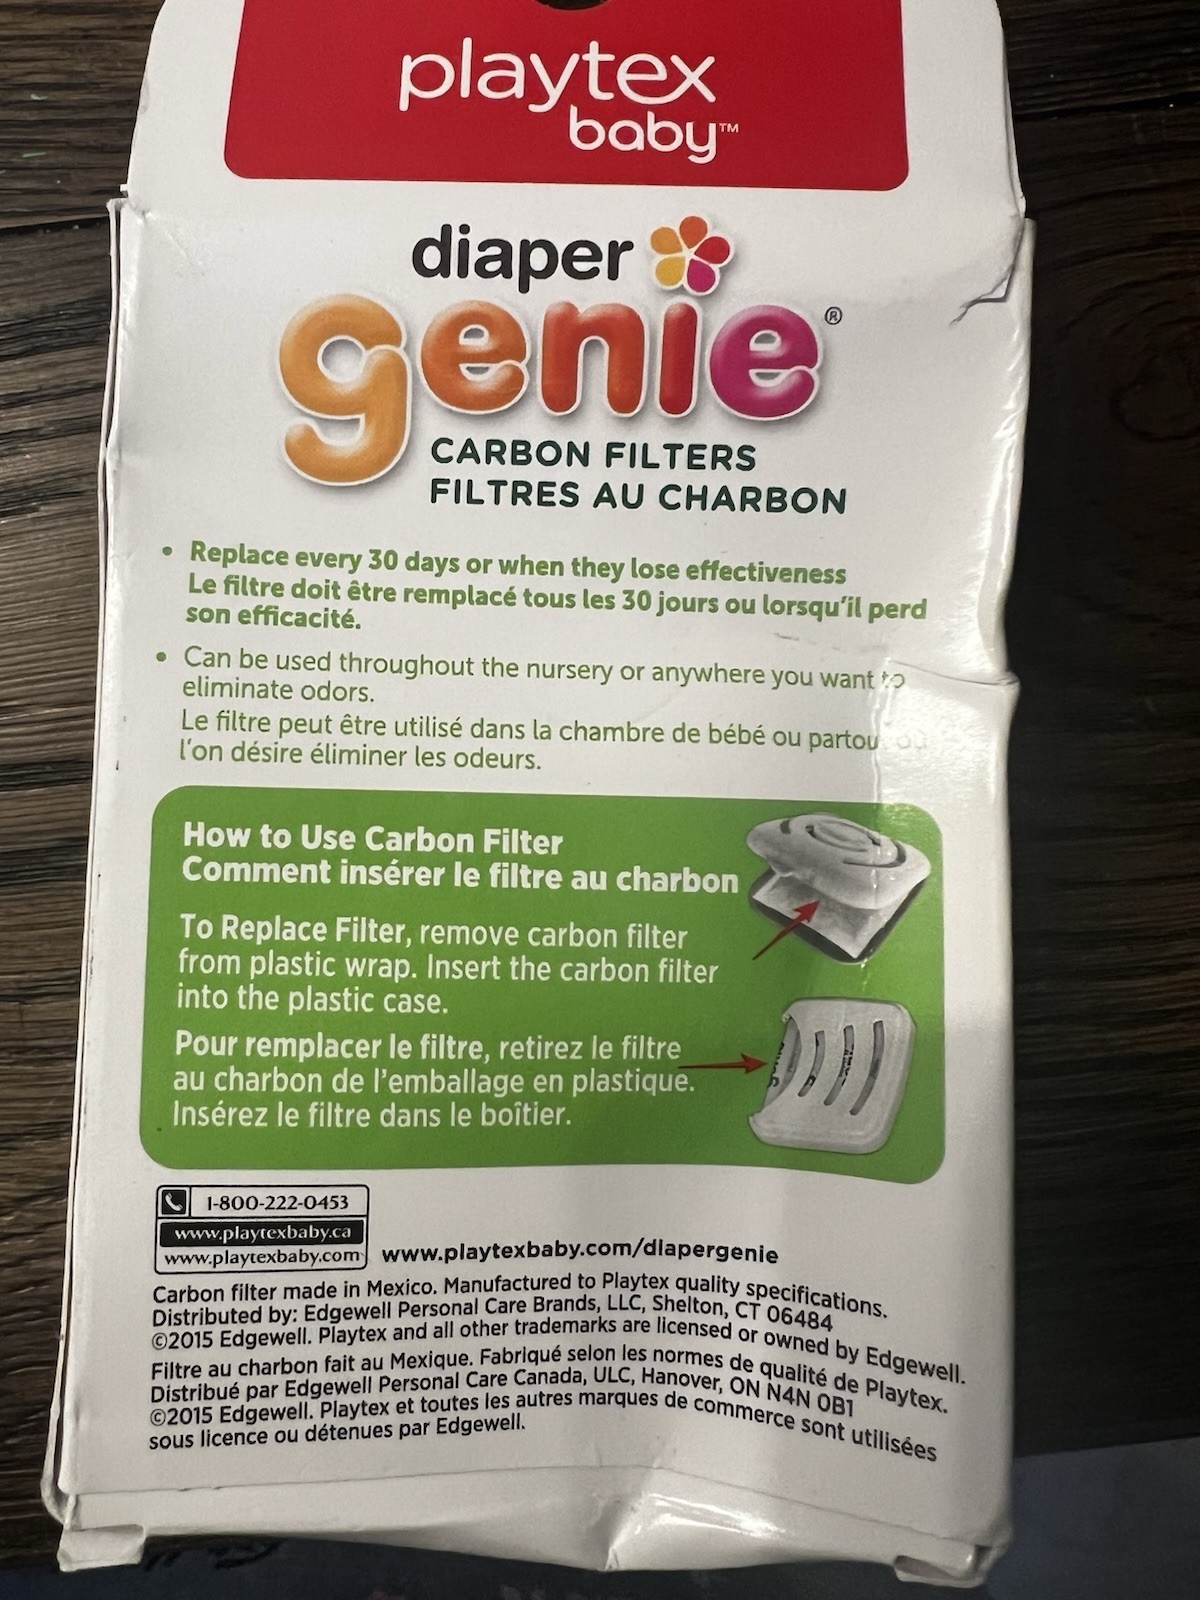 playtex
baby™
diaper
genie®
CARBON FILTERS
FILTRES AU CHARBON
• Replace every 30 days or when they lose effectiveness
Le filtre doit être remplacé tous les 30 jours ou lorsqu'il perd
son efficacité.
• Can be used throughout the nursery or anywhere you want to
eliminate odors.
Le filtre peut être utilisé dans la chambre de bébé ou partout où
l'on désire éliminer les odeurs.
How to Use Carbon Filter
Comment insérer le filtre au charbon
To Replace Filter, remove carbon filter
from plastic wrap. Insert the carbon filter
into the plastic case.
Pour remplacer le filtre, retirez le filtre
au charbon de l'emballage en plastique.
Insérez le filtre dans le boîtier.
1-800-222-0453
www.playtexbaby.ca
www.playtexbaby.com
www.playtexbaby.com/diapergenie
Carbon filter made in Mexico. Manufactured to Playtex quality specifications.
Distributed by: Edgewell Personal Care Brands, LLC, Shelton, CT 06484
©2015 Edgewell. Playtex and all other trademarks are licensed or owned by Edgewell.
Filtre au charbon fait au Mexique. Fabriqué selon les normes de qualité de Playtex.
Distribué par Edgewell Personal Care Canada, ULC, Hanover, ON N4N 0B1
©2015 Edgewell. Playtex et toutes les autres marques de commerce sont utilisées
sous licence ou détenues par Edgewell.